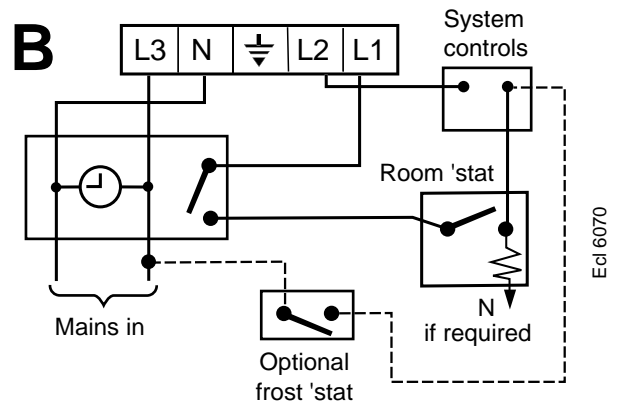 B
L3 N L2 L1
System
controls
Room 'stat
Mains in
N
if required
Optional
frost 'stat
Ecl 6070